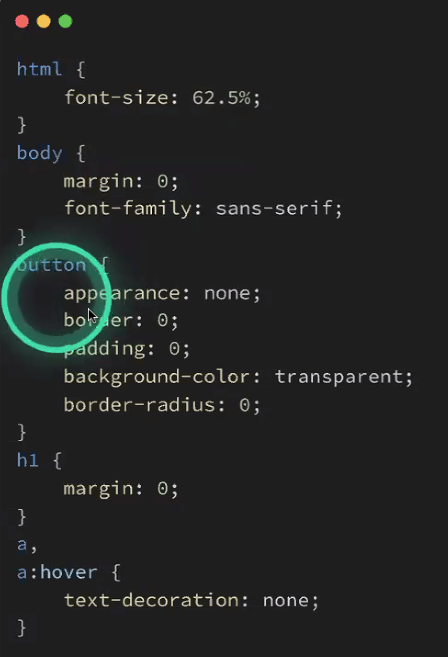 html {
    font-size: 62.5%;
}
body {
    margin: 0;
    font-family: sans-serif;
}
button {
    appearance: none;
    border: 0;
    padding: 0;
    background-color: transparent;
    border-radius: 0;
}
h1 {
    margin: 0;
}
a,
a:hover {
    text-decoration: none;
}